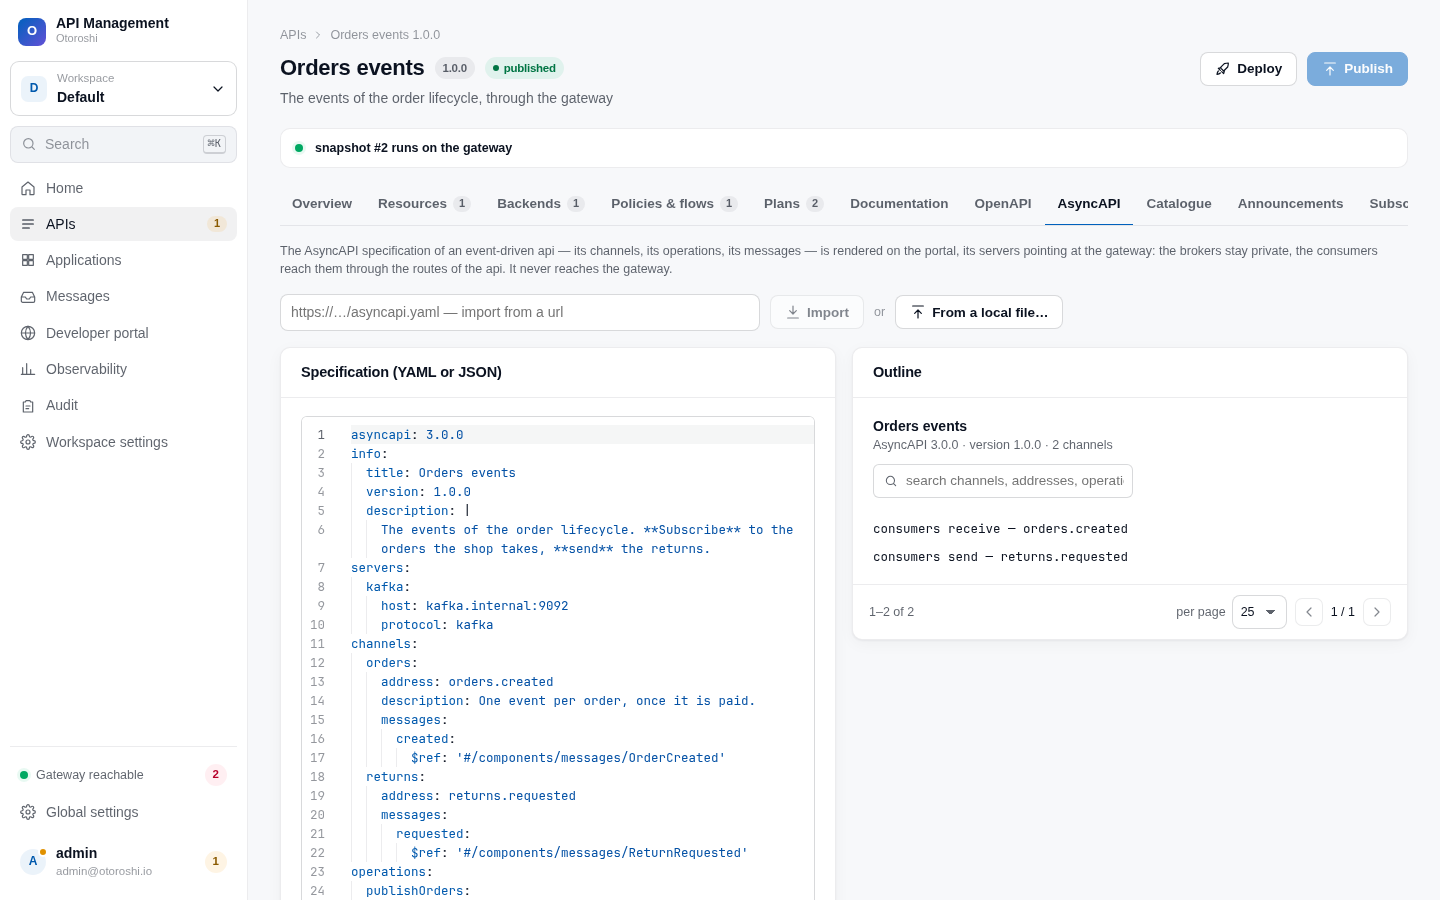 O
API Management
Otoroshi
D
Workspace
Default
Search
⌘K
Home
APIs
1
Applications
Messages
Developer portal
Observability
Audit
Workspace settings
Gateway reachable
2
Global settings
A
admin
admin@otoroshi.io
1
APIs
Orders events 1.0.0
Orders events
1.0.0
published
Deploy
Publish
The events of the order lifecycle, through the gateway
snapshot #2 runs on the gateway
Overview
Resources 1
Backends 1
Policies & flows 1
Plans 2
Documentation
OpenAPI
AsyncAPI
Catalogue
Announcements
Subsc
The AsyncAPI specification of an event-driven api — its channels, its operations, its messages — is rendered on the portal, its servers pointing at the gateway: the brokers stay private, the consumers
reach them through the routes of the api. It never reaches the gateway.
https://…/asyncapi.yaml — import from a url
Import
or
From a local file…
Specification (YAML or JSON)
1 asyncapi: 3.0.0
2 info:
3 title: Orders events
4 version: 1.0.0
5 description: |
6 The events of the order lifecycle. **Subscribe** to the
orders the shop takes, **send** the returns.
7 servers:
8 kafka:
9 host: kafka.internal:9092
10 protocol: kafka
11 channels:
12 orders:
13 address: orders.created
14 description: One event per order, once it is paid.
15 messages:
16 created:
17 $ref: '#/components/messages/OrderCreated'
18 returns:
19 address: returns.requested
20 messages:
21 requested:
22 $ref: '#/components/messages/ReturnRequested'
23 operations:
24 publishOrders:
Outline
Orders events
AsyncAPI 3.0.0 · version 1.0.0 · 2 channels
search channels, addresses, operati
consumers receive — orders.created
consumers send — returns.requested
1–2 of 2
per page
25
1 / 1